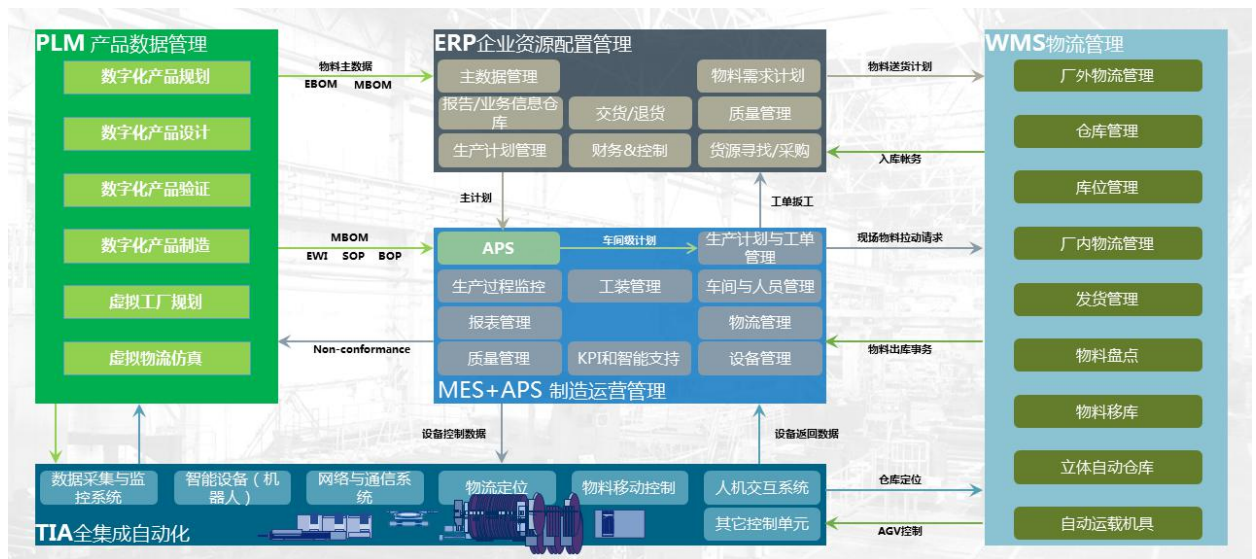 PLM 产品数据管理
数字化产品规划
数字化产品设计
数字化产品验证
数字化产品制造
虚拟工厂规划
虚拟物流仿真
物料主数据
EBOM MBOM
MBOM
EWI SOP BOP
Non-conformance
ERP企业资源配置管理
主数据管理
物料需求计划
报告/业务信息仓
库
交货/退货
质量管理
生产计划管理
财务&控制
货源寻找/采购
主计划
工单扳工
APS
车间级计划
生产计划与工单
管理
生产过程监控
工装管理
车间与人员管理
报表管理
物流管理
质量管理
KPI和智能支持
设备管理
MES+APS 制造运营管理
设备控制数据
设备返回数据
物料送货计划
入库帐务
现场物料拉动请求
物料出库事务
仓库定位
AGV控制
WMS物流管理
厂外物流管理
仓库管理
库位管理
厂内物流管理
发货管理
物料盘点
物料移库
立体自动仓库
自动运载机具
数据采集与监
控系统
智能设备（机
器人）
网络与通信系
统
物流定位
物料移动控制
人机交互系统
其它控制单元
TIA全集成自动化